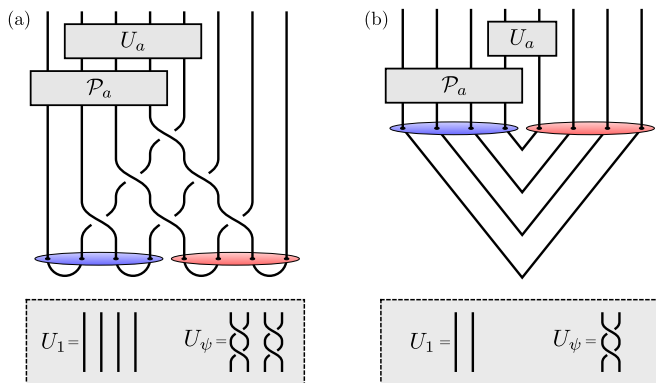 (a)
U_a
P_a
U_1 =
U_ψ =
(b)
U_a
P_a
U_1 =
U_ψ =